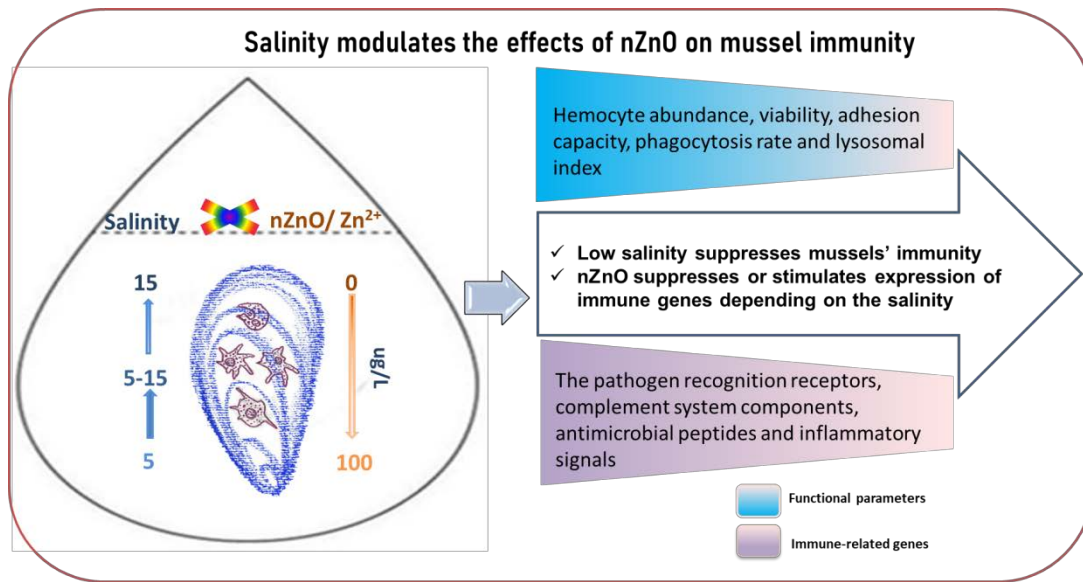 Salinity modulates the effects of nZnO on mussel immunity
Salinity
nZnO/ Zn²⁺
15
5-15
5
0
ug/L
100
Hemocyte abundance, viability, adhesion
capacity, phagocytosis rate and lysosomal
index
✓ Low salinity suppresses mussels’ immunity
✓ nZnO suppresses or stimulates expression of
immune genes depending on the salinity
The pathogen recognition receptors,
complement system components,
antimicrobial peptides and inflammatory
signals
Functional parameters
Immune-related genes